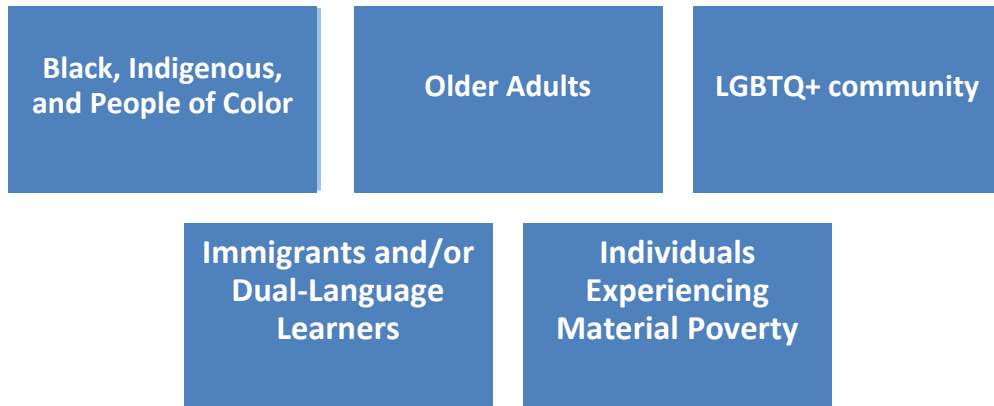 Black, Indigenous,
and People of Color
Older Adults
LGBTQ+ community
Immigrants and/or
Dual-Language
Learners
Individuals
Experiencing
Material Poverty